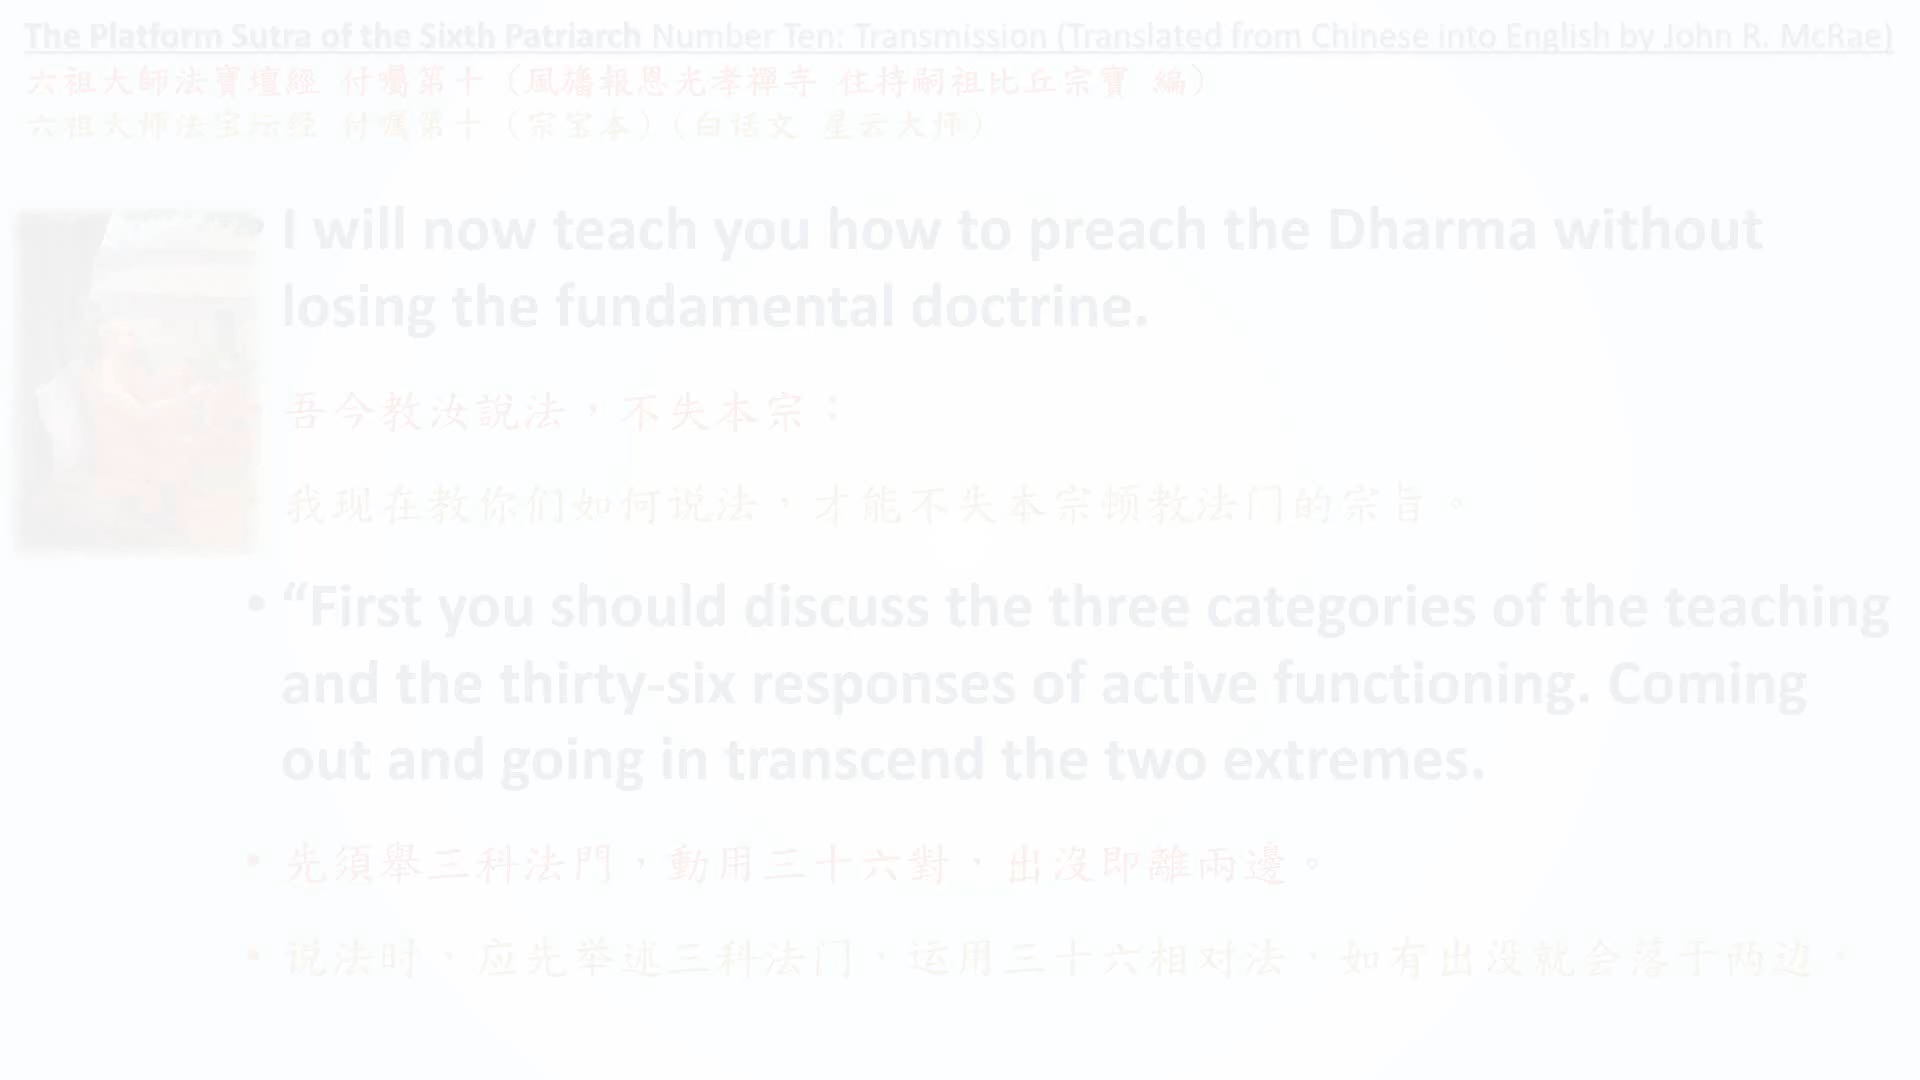 The Platform Sutra of the Sixth Patriarch Number Ten: Transmission (Translated from Chinese into English by John R. McRae)
六祖大師法寶壇經 付囑第十（風旛報恩光孝禪寺 住持嗣祖比丘宗寶 編）
六祖大师法宝坛经 付嘱第十（宗宝本）（白话文 星云大师）
• I will now teach you how to preach the Dharma without
losing the fundamental doctrine.
吾今教汝說法，不失本宗：
我现在教你们如何说法，才能不失本宗顿教法门的宗旨。
• “First you should discuss the three categories of the teaching
and the thirty-six responses of active functioning. Coming
out and going in transcend the two extremes.
• 先須舉三科法門，動用三十六對，出沒即離兩邊。
• 说法时，应先举述三科法门，运用三十六相对法，如有出没就会落于两边。